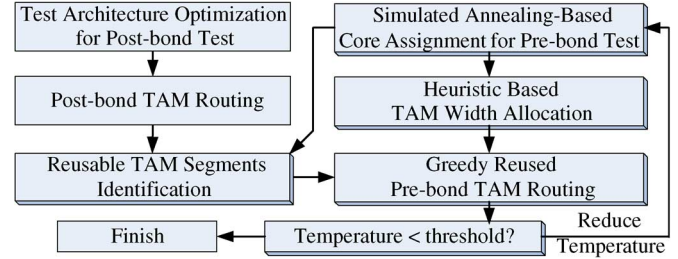 Test Architecture Optimization
for Post-bond Test
Simulated Annealing-Based
Core Assignment for Pre-bond Test
Post-bond TAM Routing
Heuristic Based
TAM Width Allocation
Reusable TAM Segments
Identification
Greedy Reused
Pre-bond TAM Routing
Finish
Temperature < threshold?
Reduce
Temperature